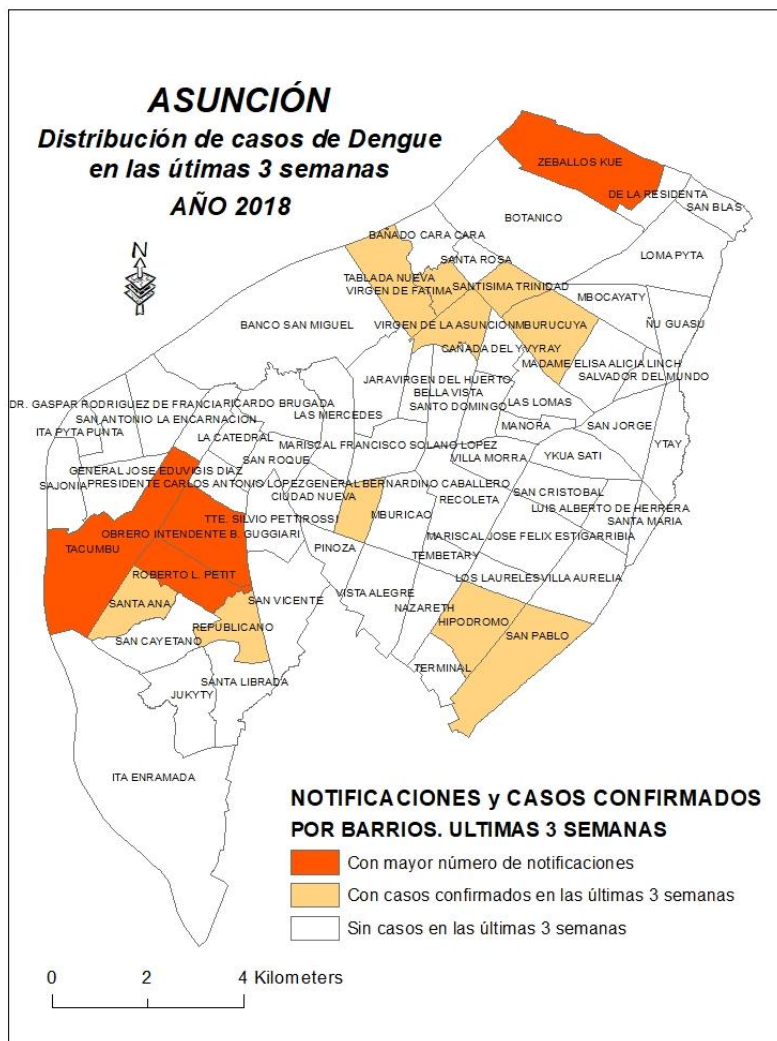 ASUNCIÓN
Distribución de casos de Dengue
en las útimas 3 semanas
AÑO 2018
N
ZEBALLOS KUE
DE LA RESIDENTA
SAN BLAS
BOTANICO
BAÑADO CARA CARA
SANTA ROSA
LOMA PYTA
TABLADA NUEVA
SANTISIMA TRINIDAD
VIRGEN DE FATIMA
MBOCAYATY
BANCO SAN MIGUEL
VIRGEN DE LA ASUNCION
MBURUCUYA
ÑU GUASU
CAÑADA DEL YVYRAY
MADAME ELISA ALICIA LINCH
JARA
VIRGEN DEL HUERTO
SALVADOR DEL MUNDO
BELLA VISTA
DR. GASPAR RODRIGUEZ DE FRANCIA
RICARDO BRUGADA
SANTO DOMINGO
LAS LOMAS
SAN ANTONIO
LA ENCARNACION
LAS MERCEDES
ITA PYTA PUNTA
MANORA
SAN JORGE
LA CATEDRAL
MARISCAL FRANCISCO SOLANO LOPEZ
YTAY
SAN ROQUE
VILLA MORRA
YKUA SATI
GENERAL JOSE EDUVIGIS DIAZ
SAJONIA
PRESIDENTE CARLOS ANTONIO LOPEZ
GENERAL BERNARDINO CABALLERO
CIUDAD NUEVA
RECOLETA
SAN CRISTOBAL
LUIS ALBERTO DE HERRERA
TTE. SILVIO PETTIROSSI
MBURICAO
SANTA MARIA
OBRERO INTENDENTE B. GUGGIARI
MARISCAL JOSE FELIX ESTIGARRIBIA
TACUMBU
PINOZA
TEMBETARY
ROBERTO L. PETIT
LOS LAURELES
VILLA AURELIA
VISTA ALEGRE
SANTA ANA
SAN VICENTE
NAZARETH
HIPODROMO
REPUBLICANO
SAN PABLO
SAN CAYETANO
TERMINAL
SANTA LIBRADA
JUKYTY
ITA ENRAMADA
NOTIFICACIONES y CASOS CONFIRMADOS
POR BARRIOS. ULTIMAS 3 SEMANAS
Con mayor número de notificaciones
Con casos confirmados en las últimas 3 semanas
Sin casos en las últimas 3 semanas
0 2 4 Kilometers